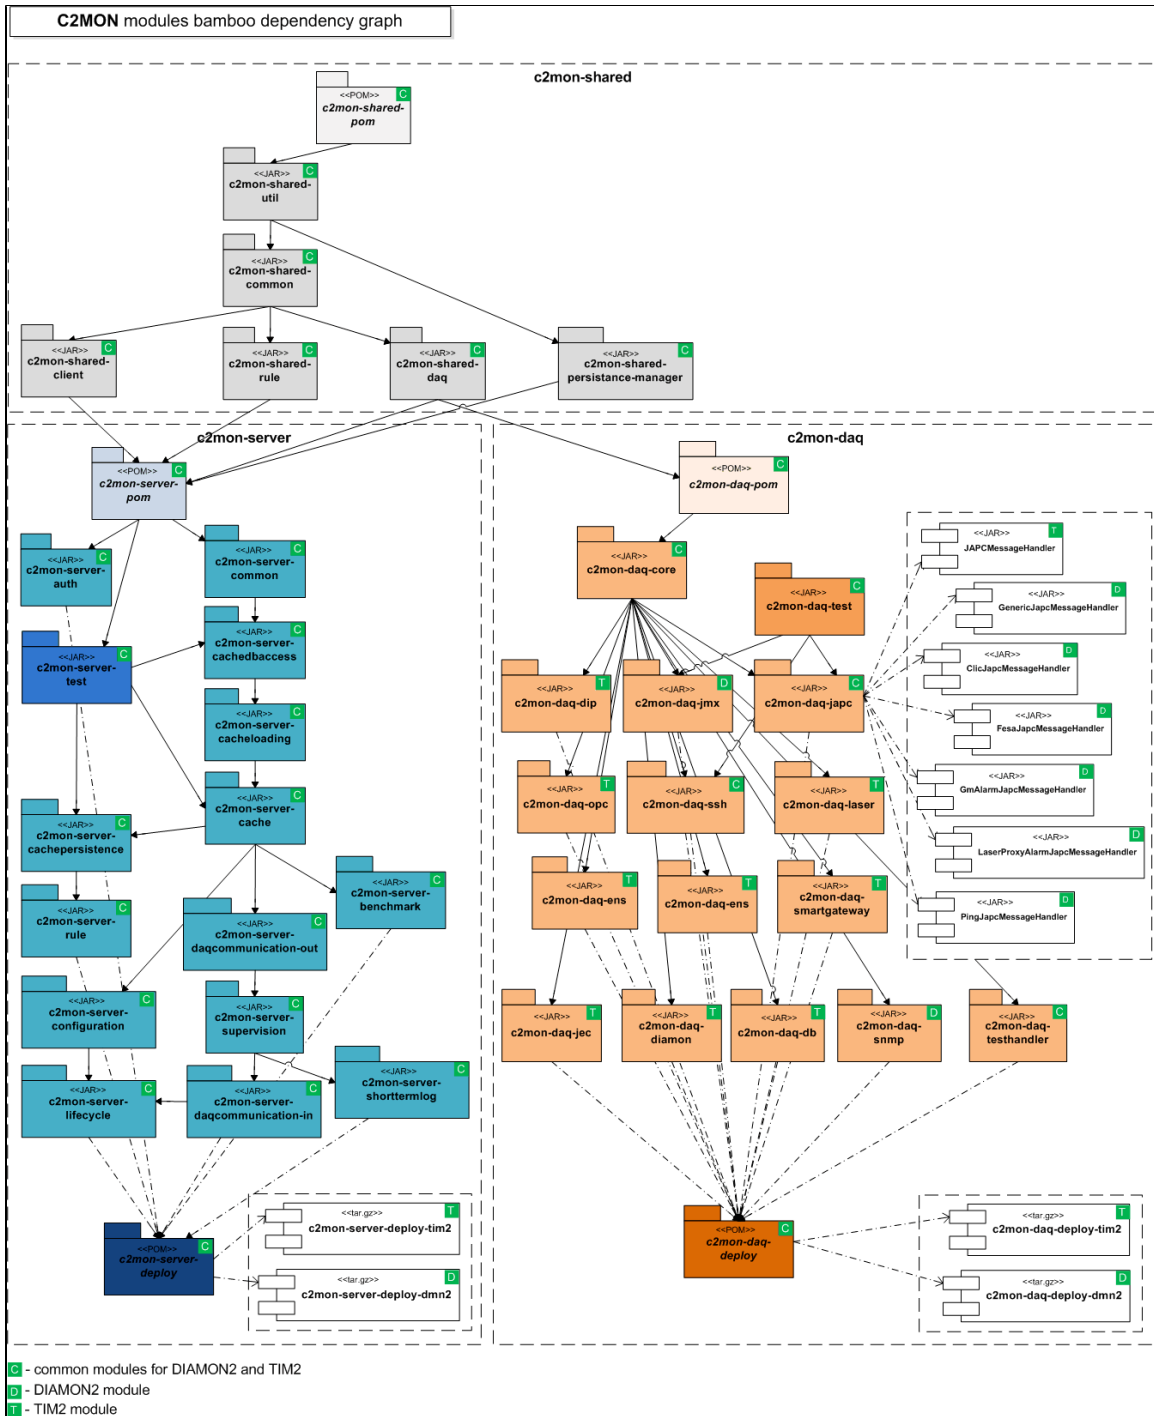 C2MON modules bamboo dependency graph
c2mon-shared
<<POM>>
C
c2mon-shared-
pom
<<JAR>>
C
c2mon-shared-
util
<<JAR>>
C
c2mon-shared-
common
<<JAR>>
C
c2mon-shared-
client
<<JAR>>
C
c2mon-shared-
rule
<<JAR>>
C
c2mon-shared-
daq
<<JAR>>
C
c2mon-shared-
persistance-manager
c2mon-server
<<POM>>
C
c2mon-server-
pom
<<JAR>>
C
c2mon-server-
auth
<<JAR>>
C
c2mon-server-
common
<<JAR>>
C
c2mon-server-
cachedbaccess
<<JAR>>
C
c2mon-server-
test
<<JAR>>
C
c2mon-server-
cacheloading
<<JAR>>
C
c2mon-server-
cache
<<JAR>>
C
c2mon-server-
cachepersistence
<<JAR>>
C
c2mon-server-
benchmark
<<JAR>>
C
c2mon-server-
rule
<<JAR>>
C
c2mon-server-
daqcommunication-out
<<JAR>>
C
c2mon-server-
configuration
<<JAR>>
C
c2mon-server-
supervision
<<JAR>>
C
c2mon-server-
shorttermlog
<<JAR>>
C
c2mon-server-
lifecycle
<<JAR>>
C
c2mon-server-
daqcommunication-in
<<POM>>
C
c2mon-server-
deploy
<<tar.gz>>
T
c2mon-server-deploy-tim2
<<tar.gz>>
D
c2mon-server-deploy-dmn2
c2mon-daq
<<POM>>
C
c2mon-daq-pom
<<JAR>>
C
c2mon-daq-core
<<JAR>>
C
c2mon-daq-test
<<JAR>>
T
c2mon-daq-dip
<<JAR>>
D
c2mon-daq-jmx
<<JAR>>
C
c2mon-daq-japc
<<JAR>>
T
c2mon-daq-opc
<<JAR>>
C
c2mon-daq-ssh
<<JAR>>
T
c2mon-daq-laser
<<JAR>>
T
c2mon-daq-ens
<<JAR>>
T
c2mon-daq-ens
<<JAR>>
T
c2mon-daq-
smartgateway
<<JAR>>
T
c2mon-daq-jec
<<JAR>>
T
c2mon-daq-
diamon
<<JAR>>
T
c2mon-daq-db
<<JAR>>
D
c2mon-daq-
snmp
<<JAR>>
C
c2mon-daq-
testhandler
<<JAR>>
T
JAPCMessageHandler
<<JAR>>
D
GenericJapcMessageHandler
<<JAR>>
D
ClicJapcMessageHandler
<<JAR>>
D
FesaJapcMessageHandler
<<JAR>>
D
GmAlarmJapcMessageHandler
<<JAR>>
D
LaserProxyAlarmJapcMessageHandler
<<JAR>>
D
PingJapcMessageHandler
<<POM>>
C
c2mon-daq-
deploy
<<tar.gz>>
T
c2mon-daq-deploy-tim2
<<tar.gz>>
D
c2mon-daq-deploy-dmn2
C - common modules for DIAMON2 and TIM2
D - DIAMON2 module
T - TIM2 module